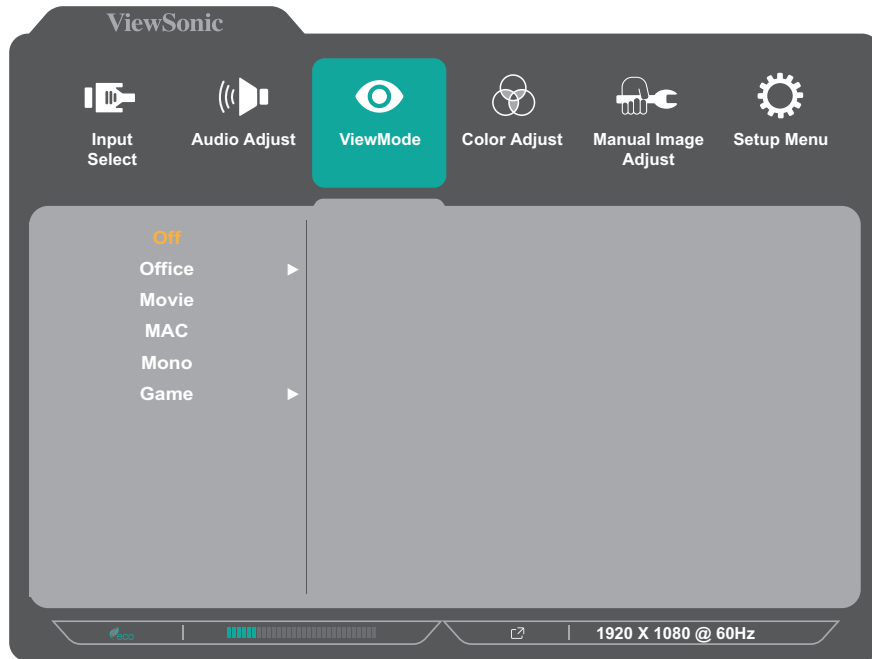 ViewSonic
Input
Select
Audio Adjust
ViewMode
Color Adjust
Manual Image
Adjust
Setup Menu
Off
Office
Movie
MAC
Mono
Game
eco
1920 X 1080 @ 60Hz